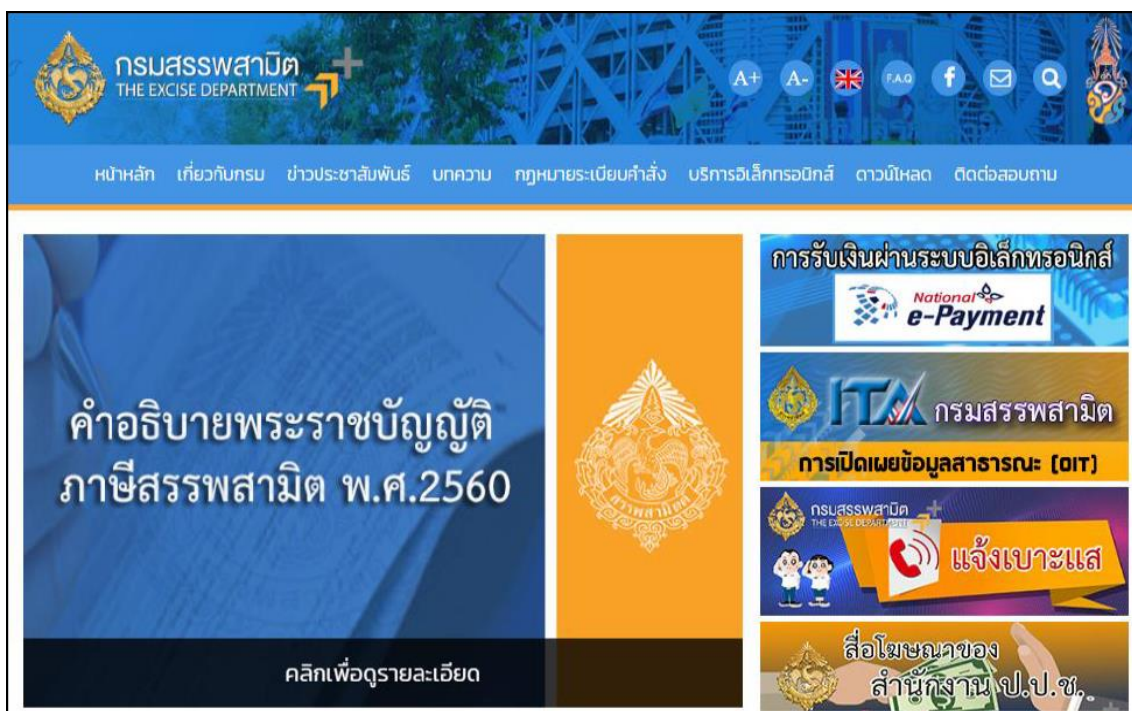 กรมสรรพสามิต
THE EXCISE DEPARTMENT
A+ A- F.A.Q f
หน้าหลัก เกี่ยวกับกรม ข่าวประชาสัมพันธ์ บทความ กฎหมายระเบียบคำสั่ง บริการอิเล็กทรอนิกส์ ดาวน์โหลด ติดต่อสอบถาม
คำอธิบายพระราชบัญญัติ
ภาษีสรรพสามิต พ.ศ.2560
สรรพสามิต
คลิกเพื่อดูรายละเอียด
การรับเงินผ่านระบบอิเล็กทรอนิกส์
National
e-Payment
ITA กรมสรรพสามิต
การเปิดเผยข้อมูลสาธารณะ (OIT)
กรมสรรพสามิต
THE EXCISE DEPARTMENT
แจ้งเบาะแส
สื่อโฆษณาของ
สำนักงาน ป.ป.ช.